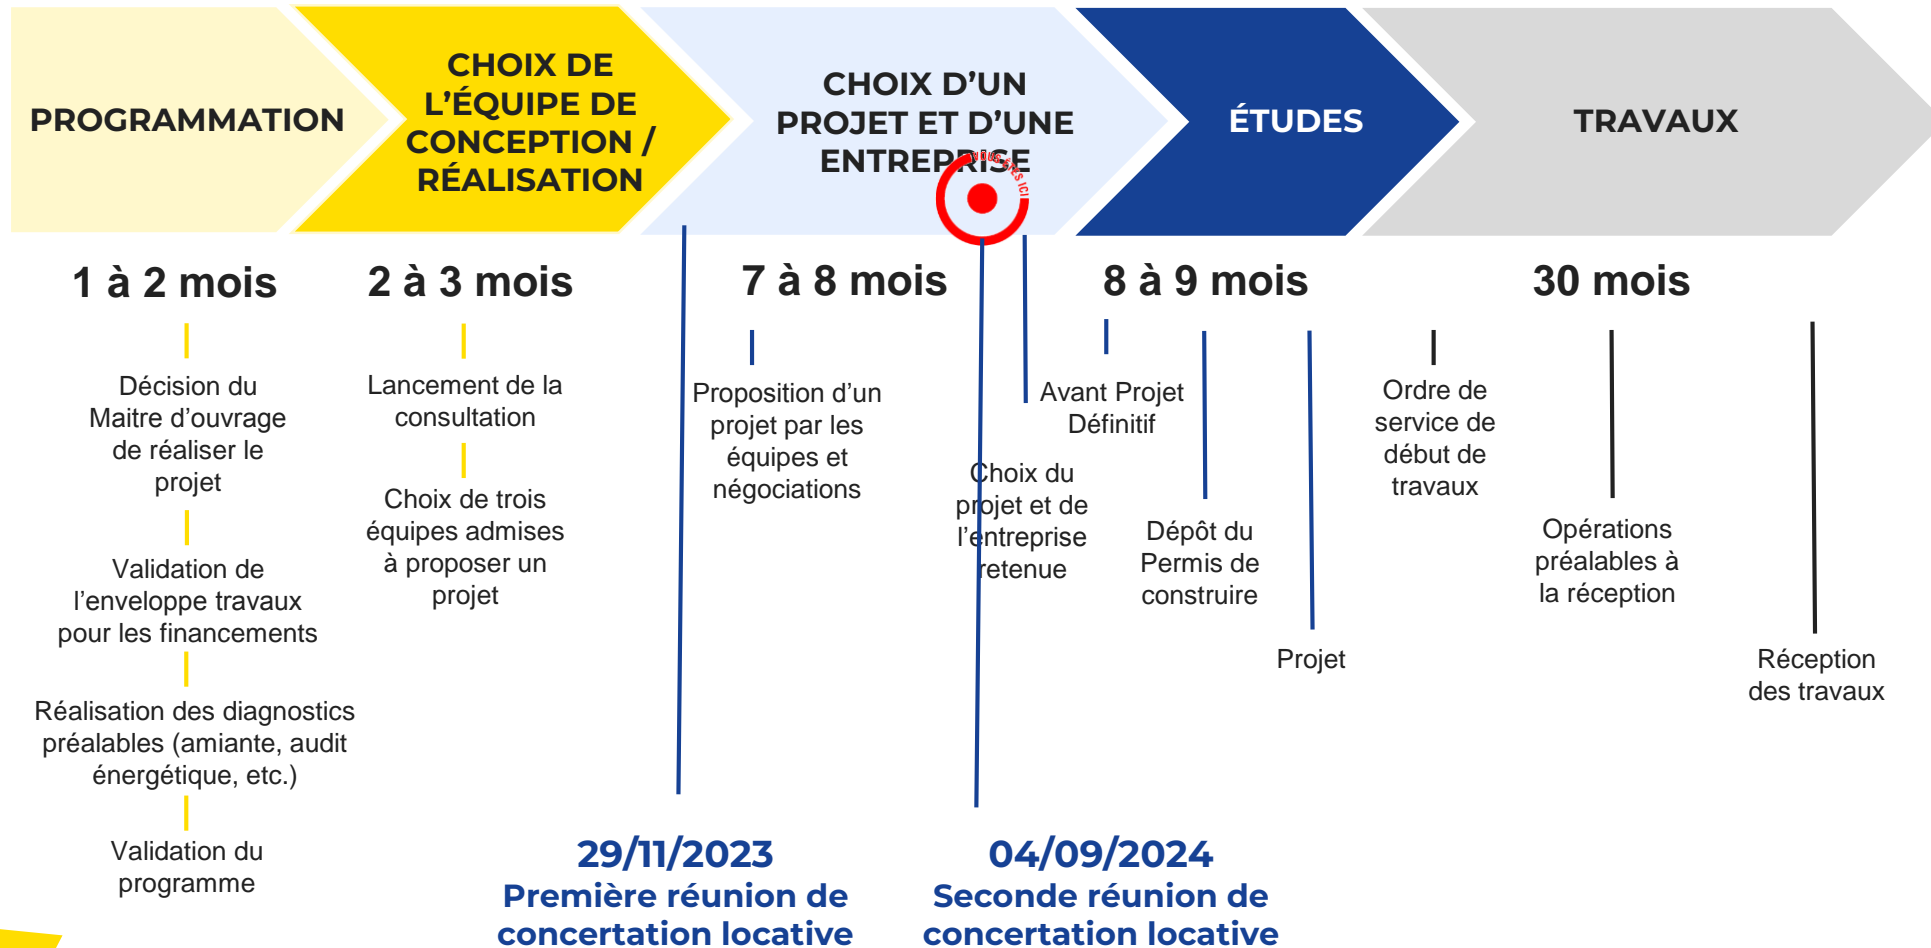 PROGRAMMATION
CHOIX DE
L’ÉQUIPE DE
CONCEPTION /
RÉALISATION
CHOIX D’UN
PROJET ET D’UNE
ENTREPRISE
VOUS ÊTES ICI
ÉTUDES
TRAVAUX
1 à 2 mois
2 à 3 mois
7 à 8 mois
8 à 9 mois
30 mois
Décision du
Maitre d’ouvrage
de réaliser le
projet
Validation de
l’enveloppe travaux
pour les financements
Réalisation des diagnostics
préalables (amiante, audit
énergétique, etc.)
Validation du
programme
Lancement de la
consultation
Choix de trois
équipes admises
à proposer un
projet
Proposition d’un
projet par les
équipes et
négociations
Choix du
projet et de
l’entreprise
retenue
Avant Projet
Définitif
Dépôt du
Permis de
construire
Projet
Ordre de
service de
début de
travaux
Opérations
préalables à
la réception
Réception
des travaux
29/11/2023
Première réunion de
concertation locative
04/09/2024
Seconde réunion de
concertation locative